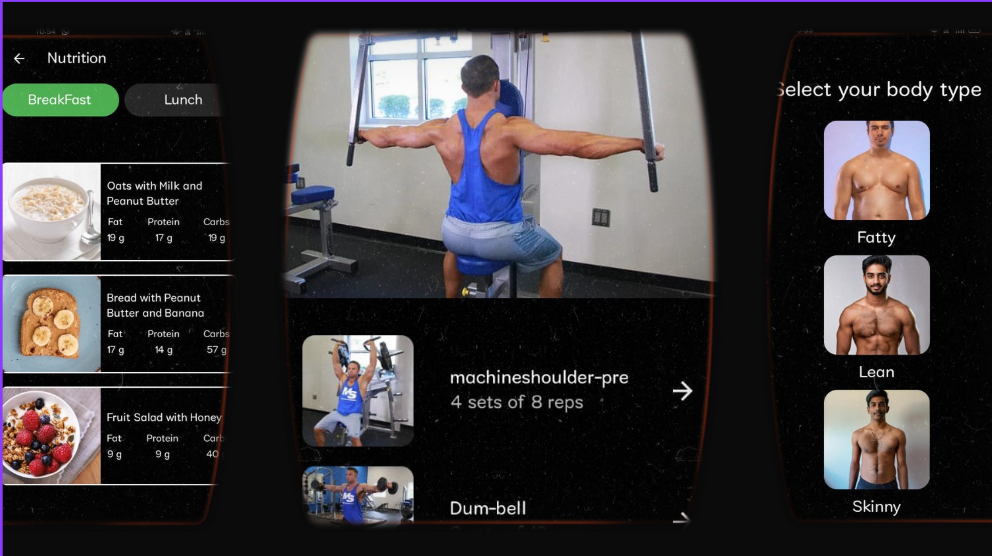 Nutrition
BreakFast
Lunch
Oats with Milk and
Peanut Butter
Fat Protein Carbs
19 g 17 g 19 g
Bread with Peanut
Butter and Banana
Fat Protein Carbs
17 g 14 g 57 g
Fruit Salad with Honey
Fat Protein Carb
9 g 9 g 40
machineshoulder-pre
4 sets of 8 reps
Dum-bell
Select your body type
Fatty
Lean
Skinny